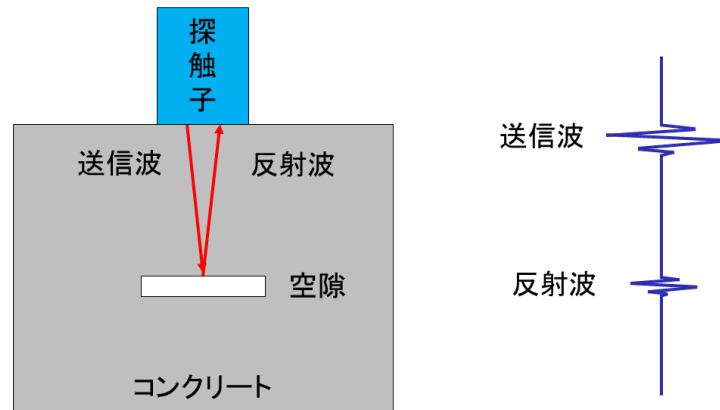 探触子
送信波
反射波
空隙
コンクリート
送信波
反射波